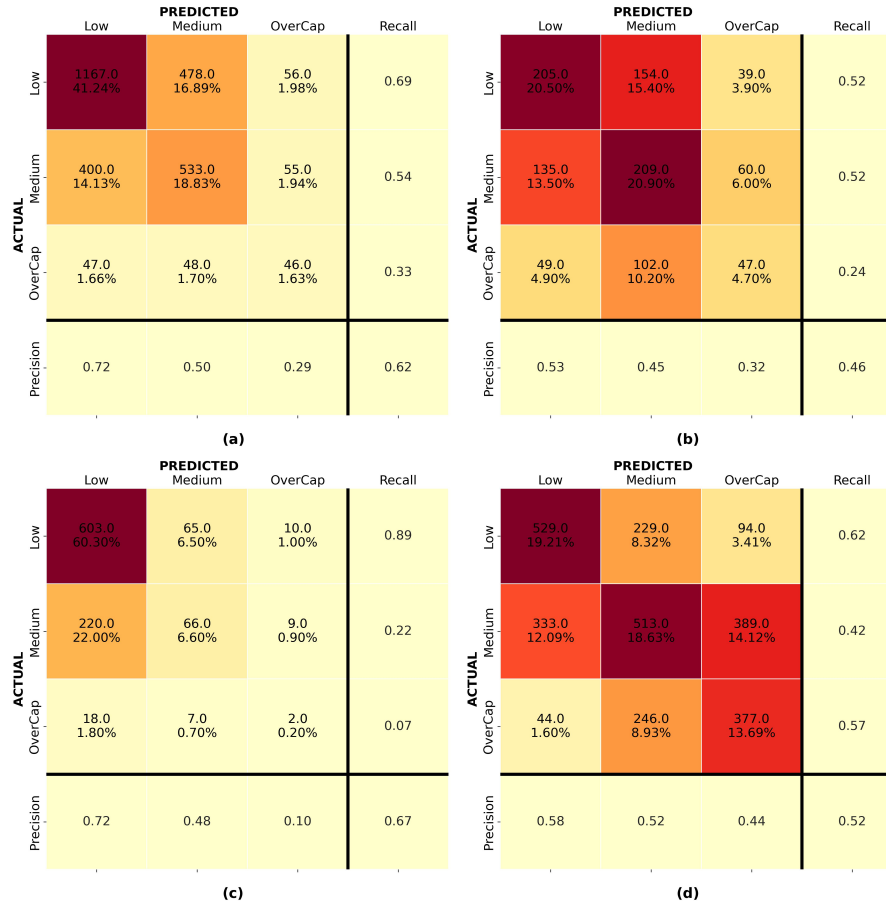 PREDICTED
Low Medium OverCap Recall
ACTUAL
Low
1167.0 478.0 56.0 0.69
41.24% 16.89% 1.98%
Medium
400.0 533.0 55.0 0.54
14.13% 18.83% 1.94%
OverCap
47.0 48.0 46.0 0.33
1.66% 1.70% 1.63%
Precision
0.72 0.50 0.29 0.62
(a)
PREDICTED
Low Medium OverCap Recall
ACTUAL
Low
205.0 154.0 39.0 0.52
20.50% 15.40% 3.90%
Medium
135.0 209.0 60.0 0.52
13.50% 20.90% 6.00%
OverCap
49.0 102.0 47.0 0.24
4.90% 10.20% 4.70%
Precision
0.53 0.45 0.32 0.46
(b)
PREDICTED
Low Medium OverCap Recall
ACTUAL
Low
603.0 65.0 10.0 0.89
60.30% 6.50% 1.00%
Medium
220.0 66.0 9.0 0.22
22.00% 6.60% 0.90%
OverCap
18.0 7.0 2.0 0.07
1.80% 0.70% 0.20%
Precision
0.72 0.48 0.10 0.67
(c)
PREDICTED
Low Medium OverCap Recall
ACTUAL
Low
529.0 229.0 94.0 0.62
19.21% 8.32% 3.41%
Medium
333.0 513.0 389.0 0.42
12.09% 18.63% 14.12%
OverCap
44.0 246.0 377.0 0.57
1.60% 8.93% 13.69%
Precision
0.58 0.52 0.44 0.52
(d)